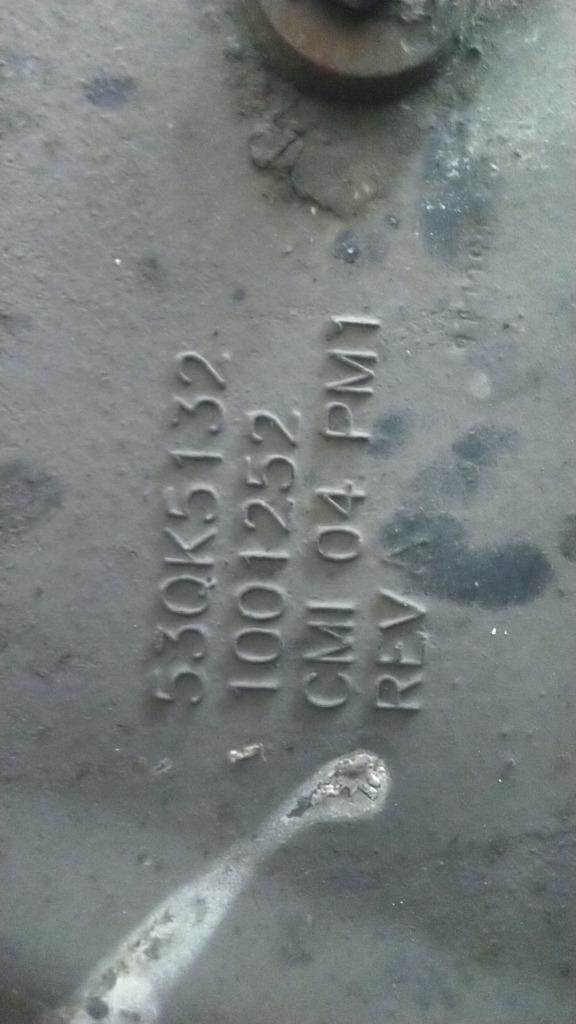 53QK5132
1001252
CMI 04 PM1
REV A